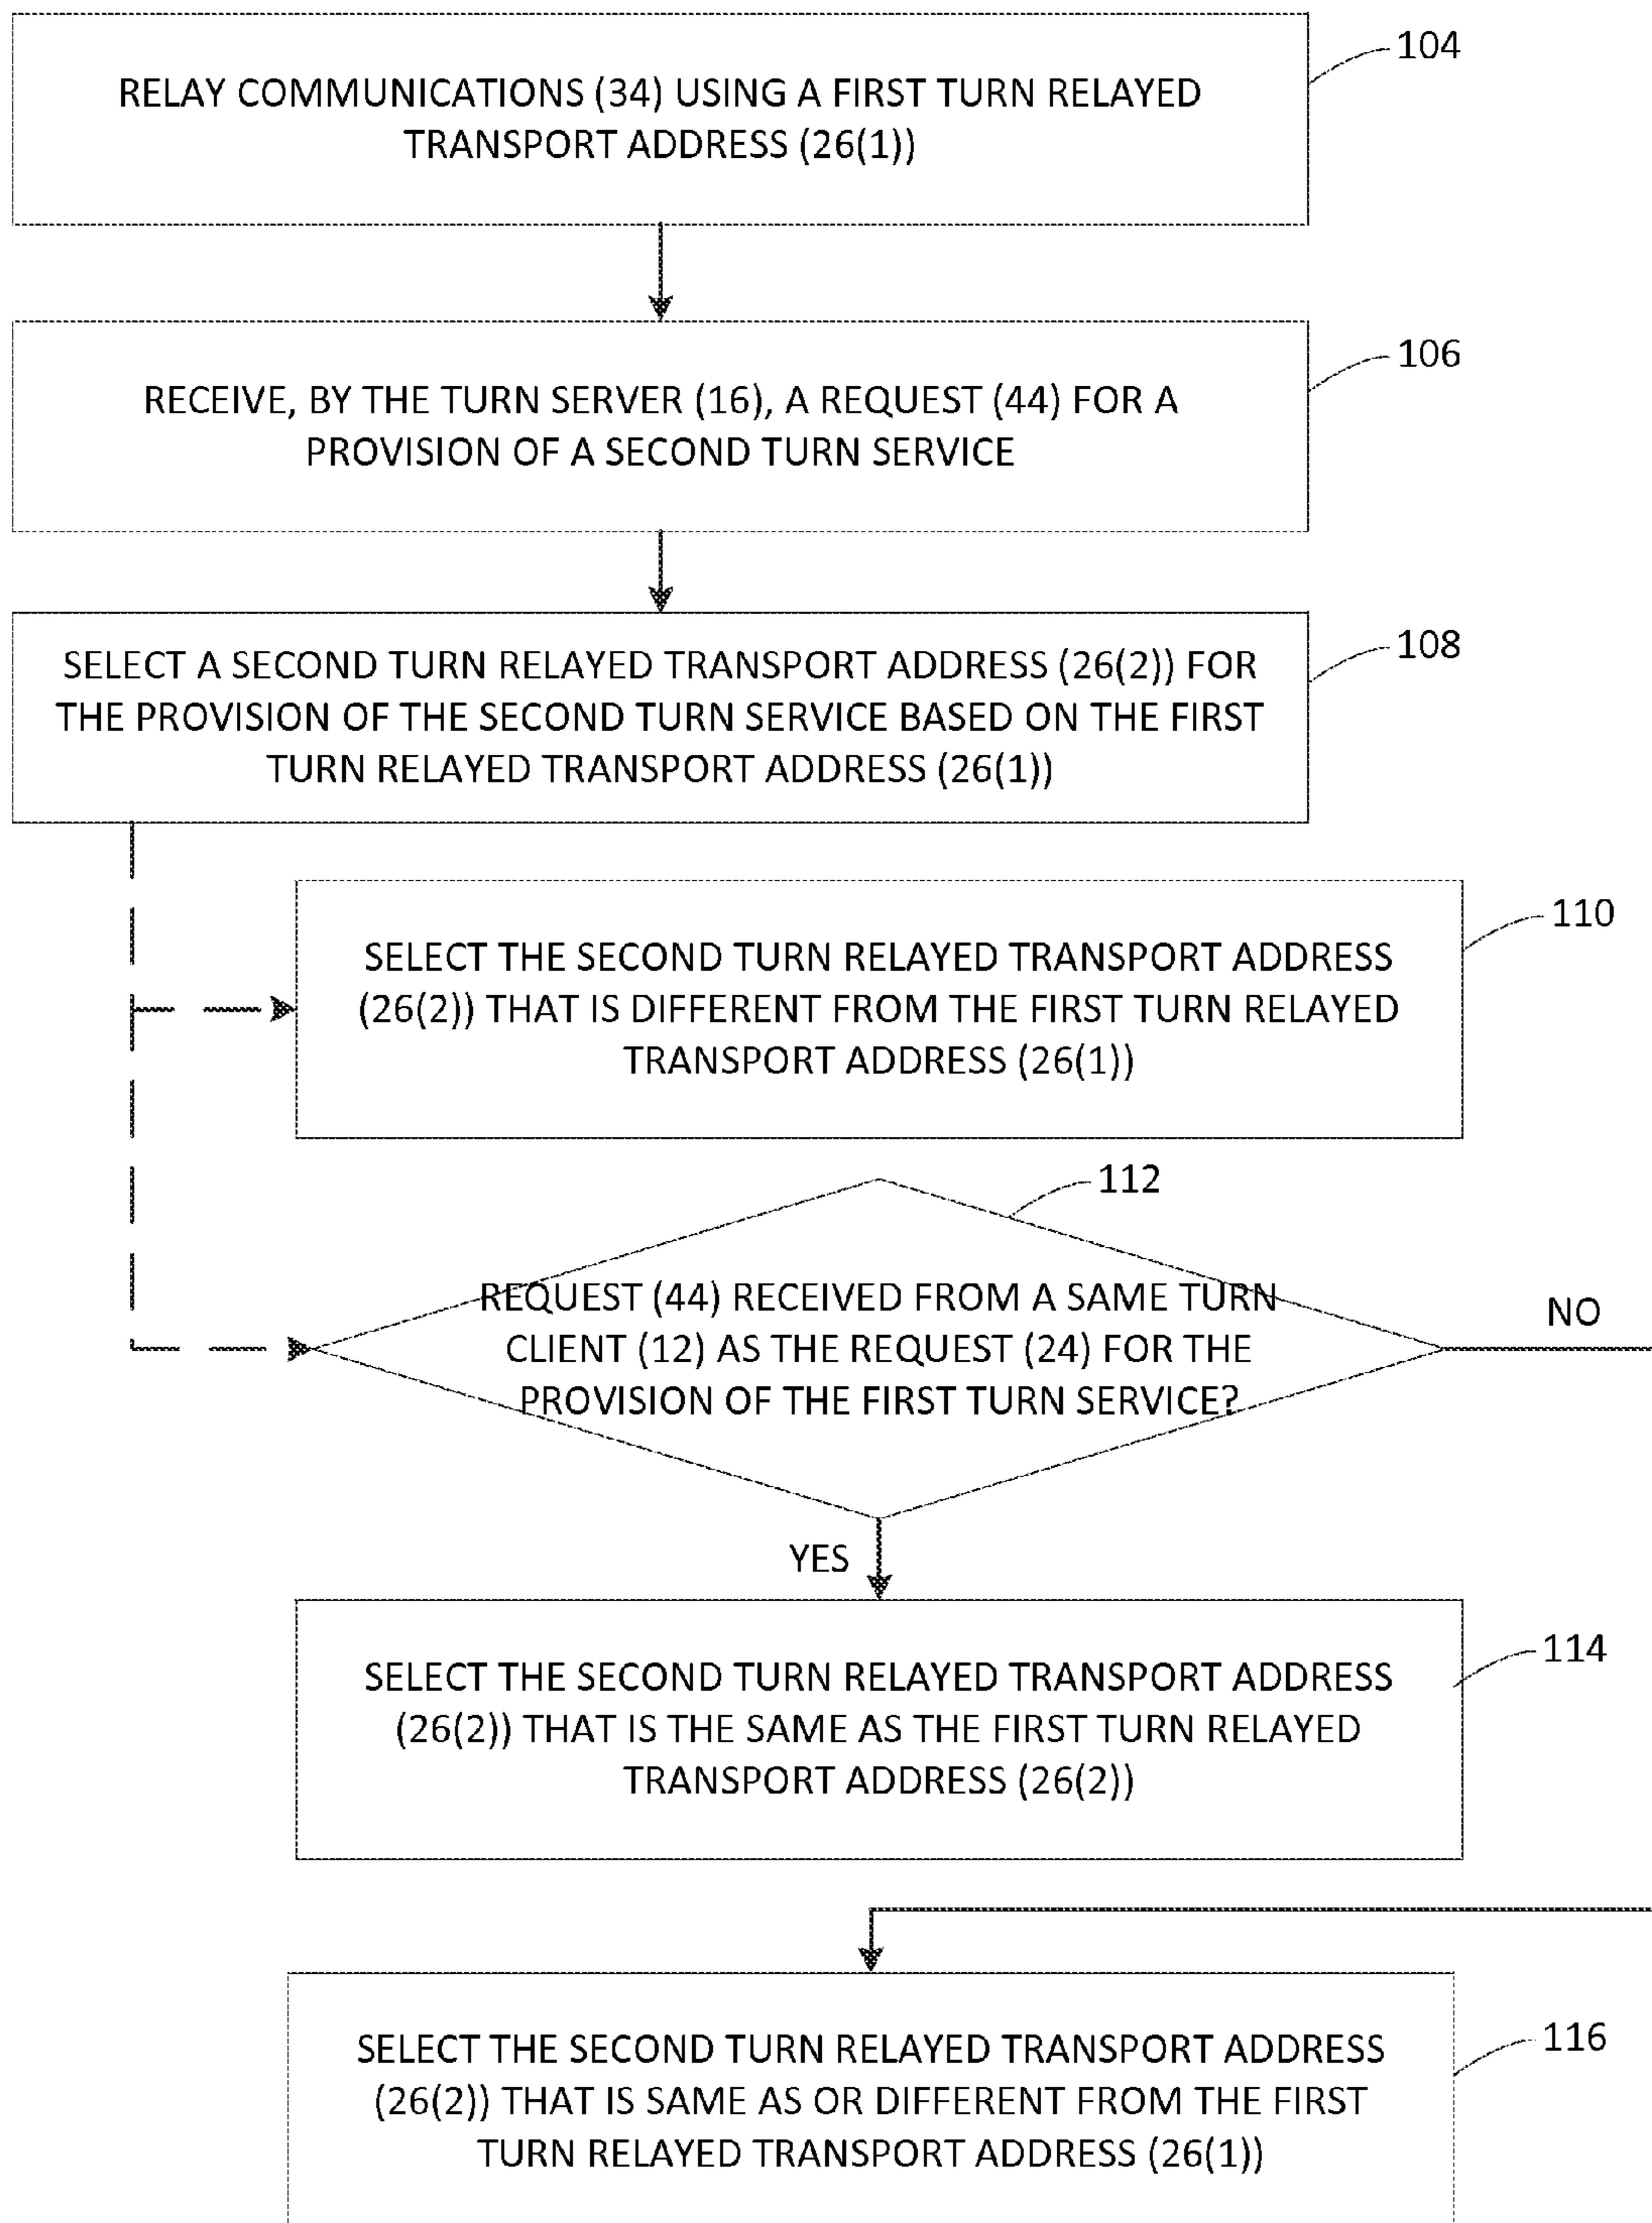 104
RELAY COMMUNICATIONS (34) USING A FIRST TURN RELAYED
TRANSPORT ADDRESS (26(1))
106
RECEIVE, BY THE TURN SERVER (16), A REQUEST (44) FOR A
PROVISION OF A SECOND TURN SERVICE
108
SELECT A SECOND TURN RELAYED TRANSPORT ADDRESS (26(2)) FOR
THE PROVISION OF THE SECOND TURN SERVICE BASED ON THE FIRST
TURN RELAYED TRANSPORT ADDRESS (26(1))
110
SELECT THE SECOND TURN RELAYED TRANSPORT ADDRESS
(26(2)) THAT IS DIFFERENT FROM THE FIRST TURN RELAYED
TRANSPORT ADDRESS (26(1))
112
REQUEST (44) RECEIVED FROM A SAME TURN
CLIENT (12) AS THE REQUEST (24) FOR THE
PROVISION OF THE FIRST TURN SERVICE?
NO
YES
114
SELECT THE SECOND TURN RELAYED TRANSPORT ADDRESS
(26(2)) THAT IS THE SAME AS THE FIRST TURN RELAYED
TRANSPORT ADDRESS (26(2))
116
SELECT THE SECOND TURN RELAYED TRANSPORT ADDRESS
(26(2)) THAT IS SAME AS OR DIFFERENT FROM THE FIRST
TURN RELAYED TRANSPORT ADDRESS (26(1))